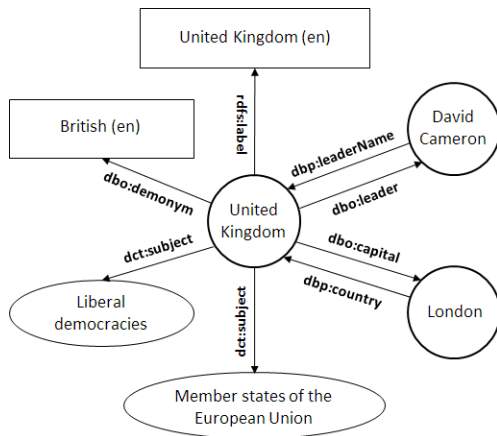 United Kingdom (en)
rdfs:label
British (en)
David
Cameron
dbp:leaderName
dbo:demonym
dbo:leader
United
Kingdom
dct:subject
dbo:capital
dbp:country
Liberal
democracies
London
dct:subject
Member states of the
European Union